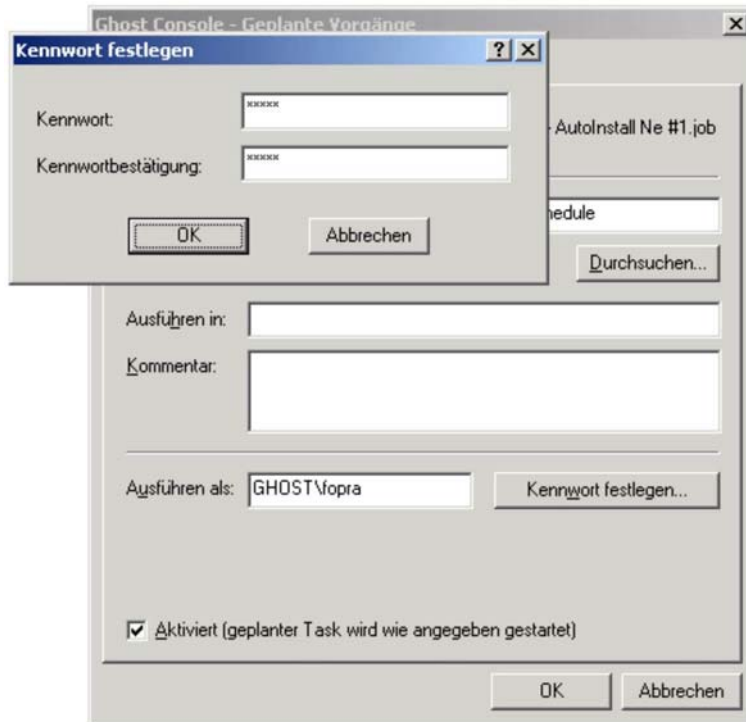 Ghost Console - Geplante Vorgänge
Kennwort festlegen
Kennwort:
*****
Kennwortbestätigung:
*****
OK
Abbrechen
- AutoInstall Ne #1.job
hedule
Durchsuchen...
Ausführen in:
Kommentar:
Ausführen als:
GHOST\fopra
Kennwort festlegen...
Aktiviert (geplanter Task wird wie angegeben gestartet)
OK
Abbrechen